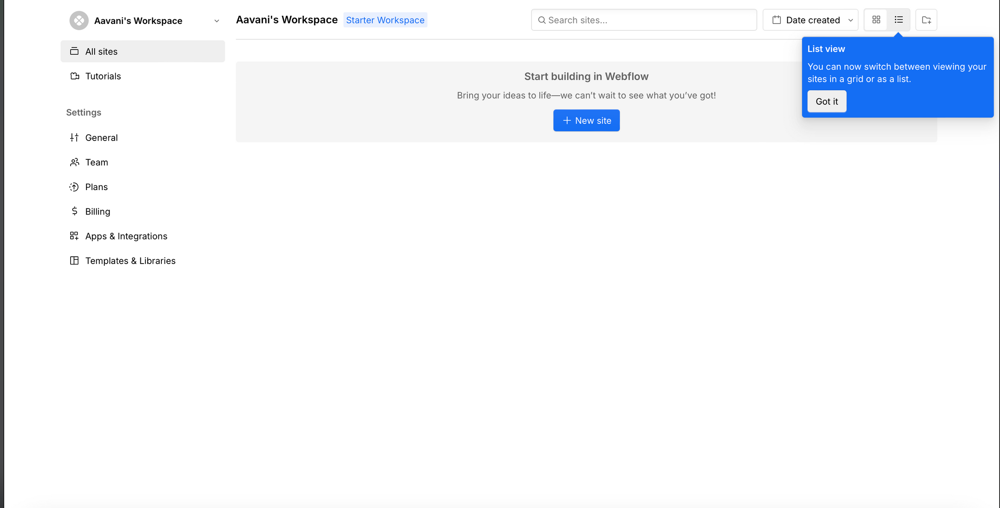 Aavani's Workspace
All sites
Tutorials
Settings
General
Team
Plans
Billing
Apps & Integrations
Templates & Libraries
Aavani's Workspace
Starter Workspace
Search sites...
Date created
List view
You can now switch between viewing your
sites in a grid or as a list.
Got it
Start building in Webflow
Bring your ideas to life—we can’t wait to see what you’ve got!
New site